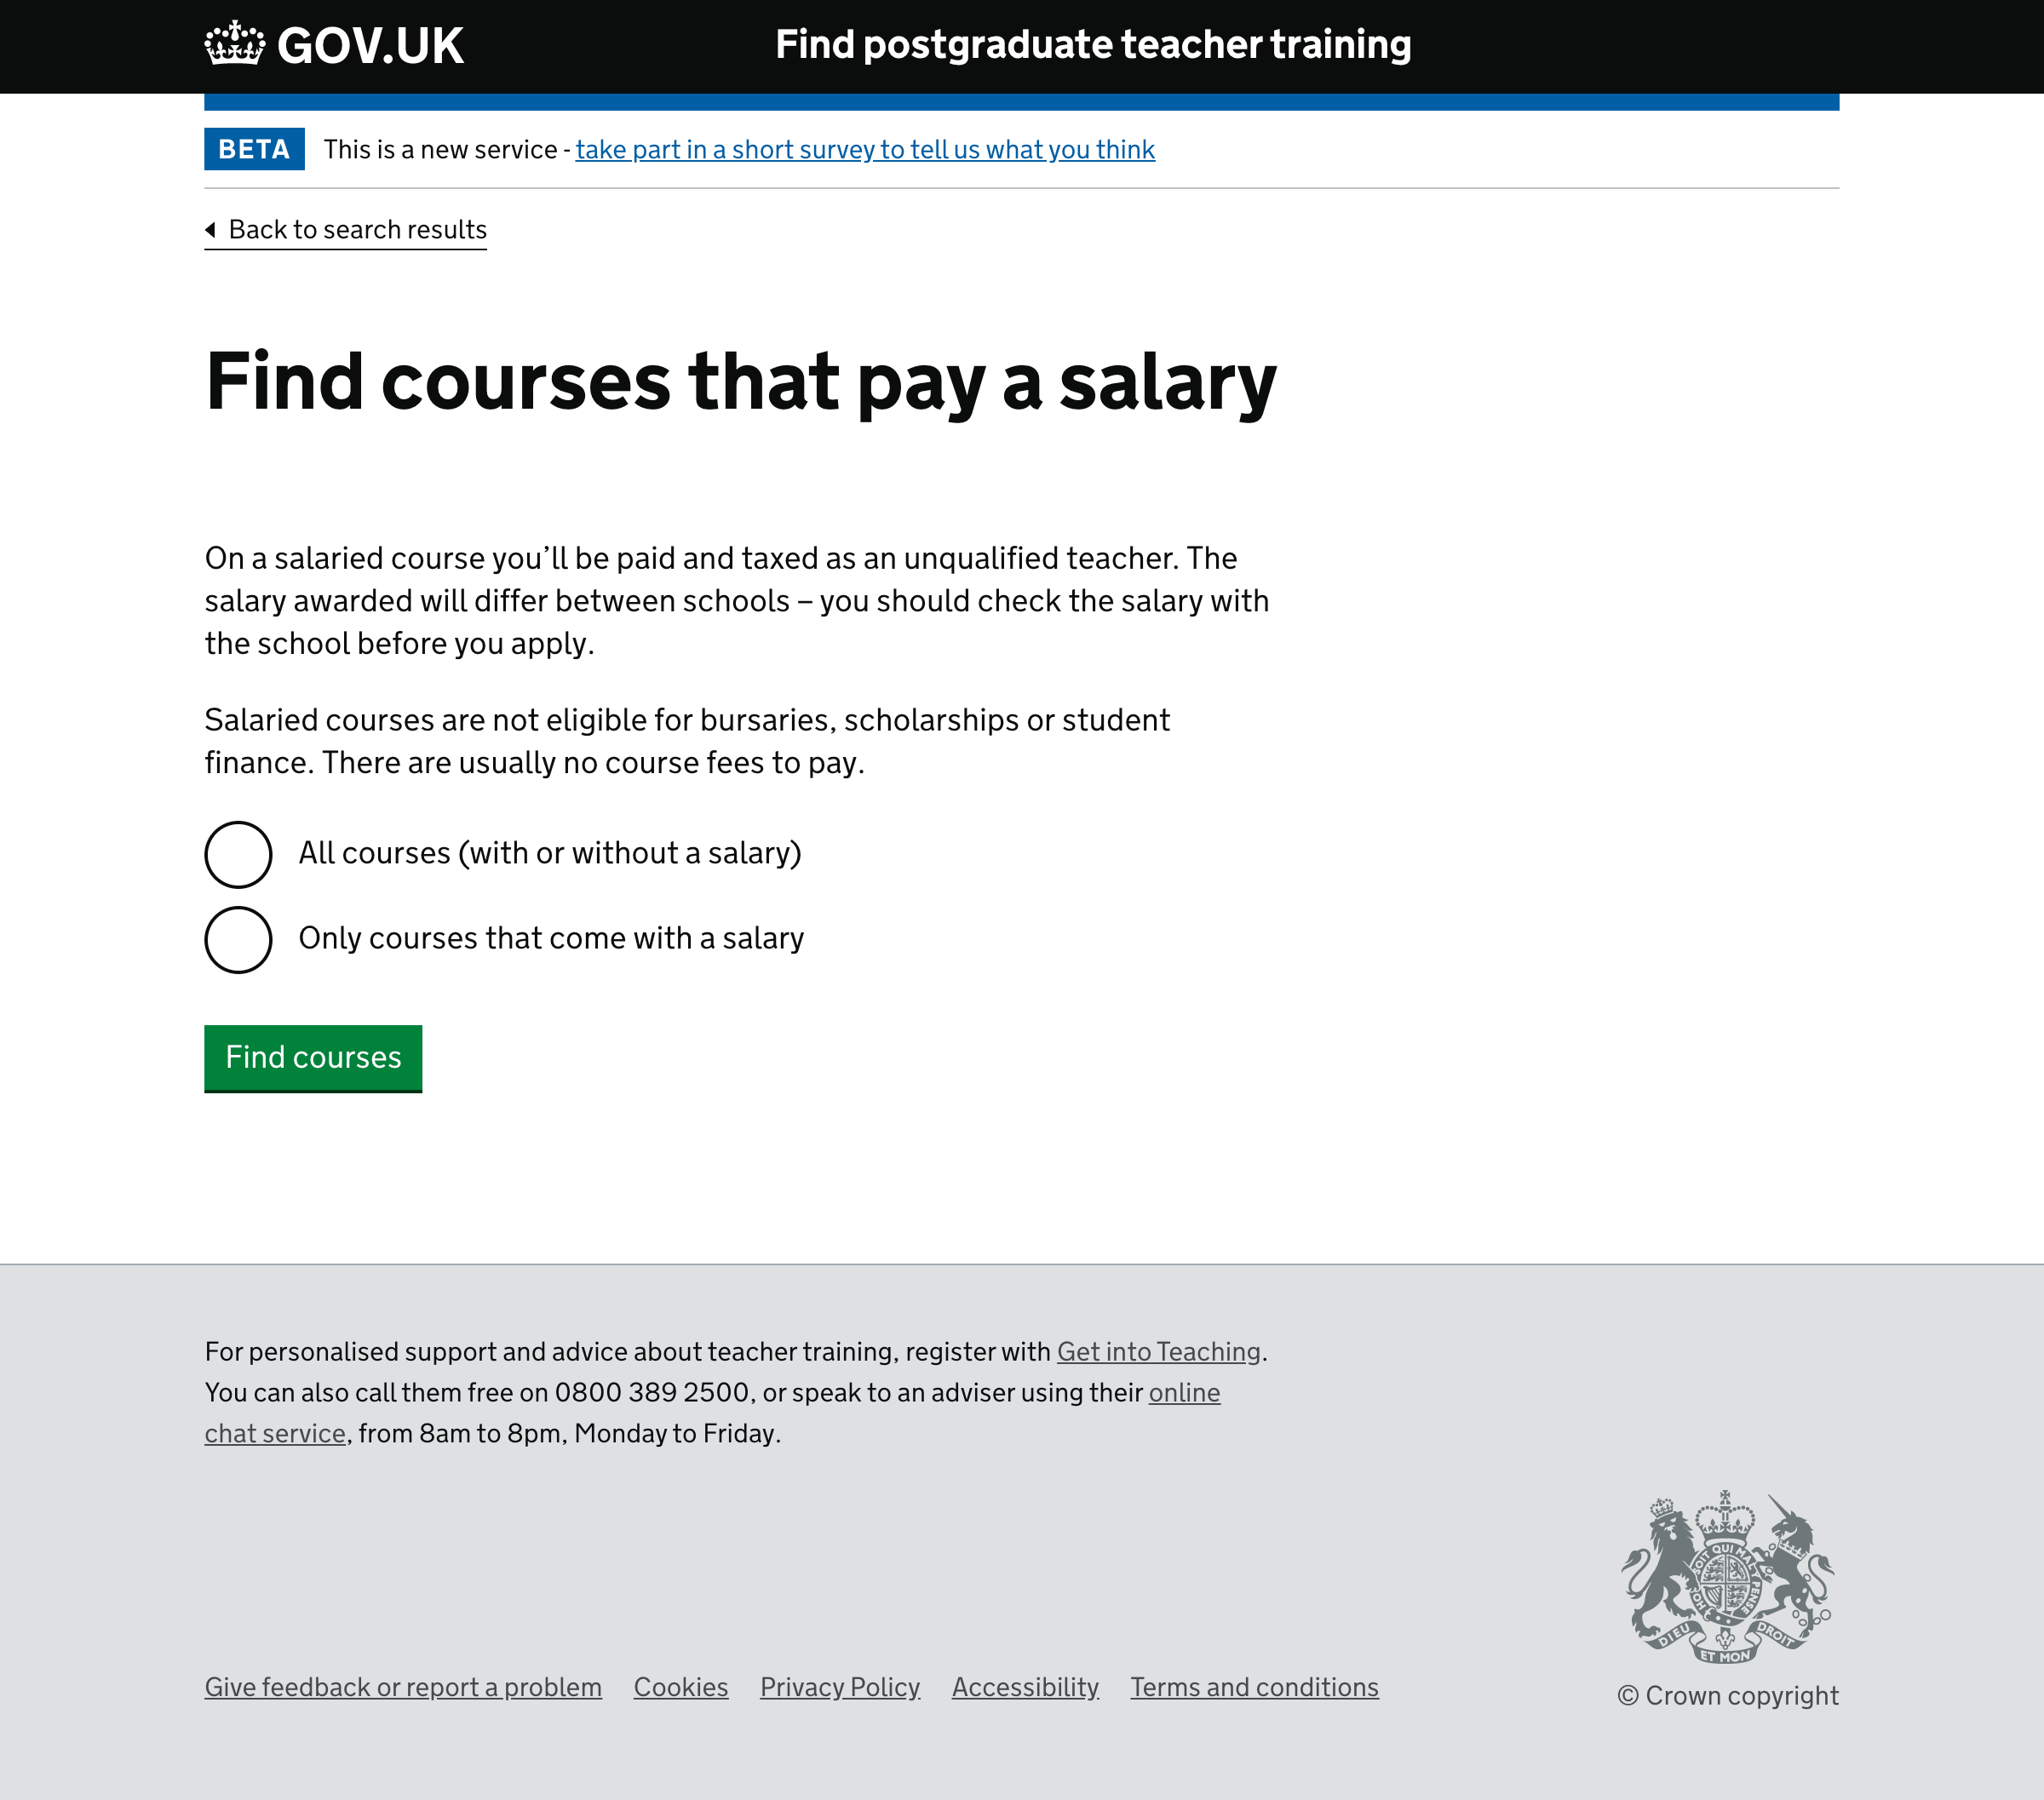 GOV.UK
Find postgraduate teacher training
BETA
This is a new service - take part in a short survey to tell us what you think
Back to search results
Find courses that pay a salary
On a salaried course you’ll be paid and taxed as an unqualified teacher. The
salary awarded will differ between schools – you should check the salary with
the school before you apply.
Salaried courses are not eligible for bursaries, scholarships or student
finance. There are usually no course fees to pay.
All courses (with or without a salary)
Only courses that come with a salary
Find courses
For personalised support and advice about teacher training, register with Get into Teaching.
You can also call them free on 0800 389 2500, or speak to an adviser using their online
chat service, from 8am to 8pm, Monday to Friday.
SOIT QUI MAL
PENSE
DIEU
ET MON
DROIT
Give feedback or report a problem
Cookies
Privacy Policy
Accessibility
Terms and conditions
© Crown copyright